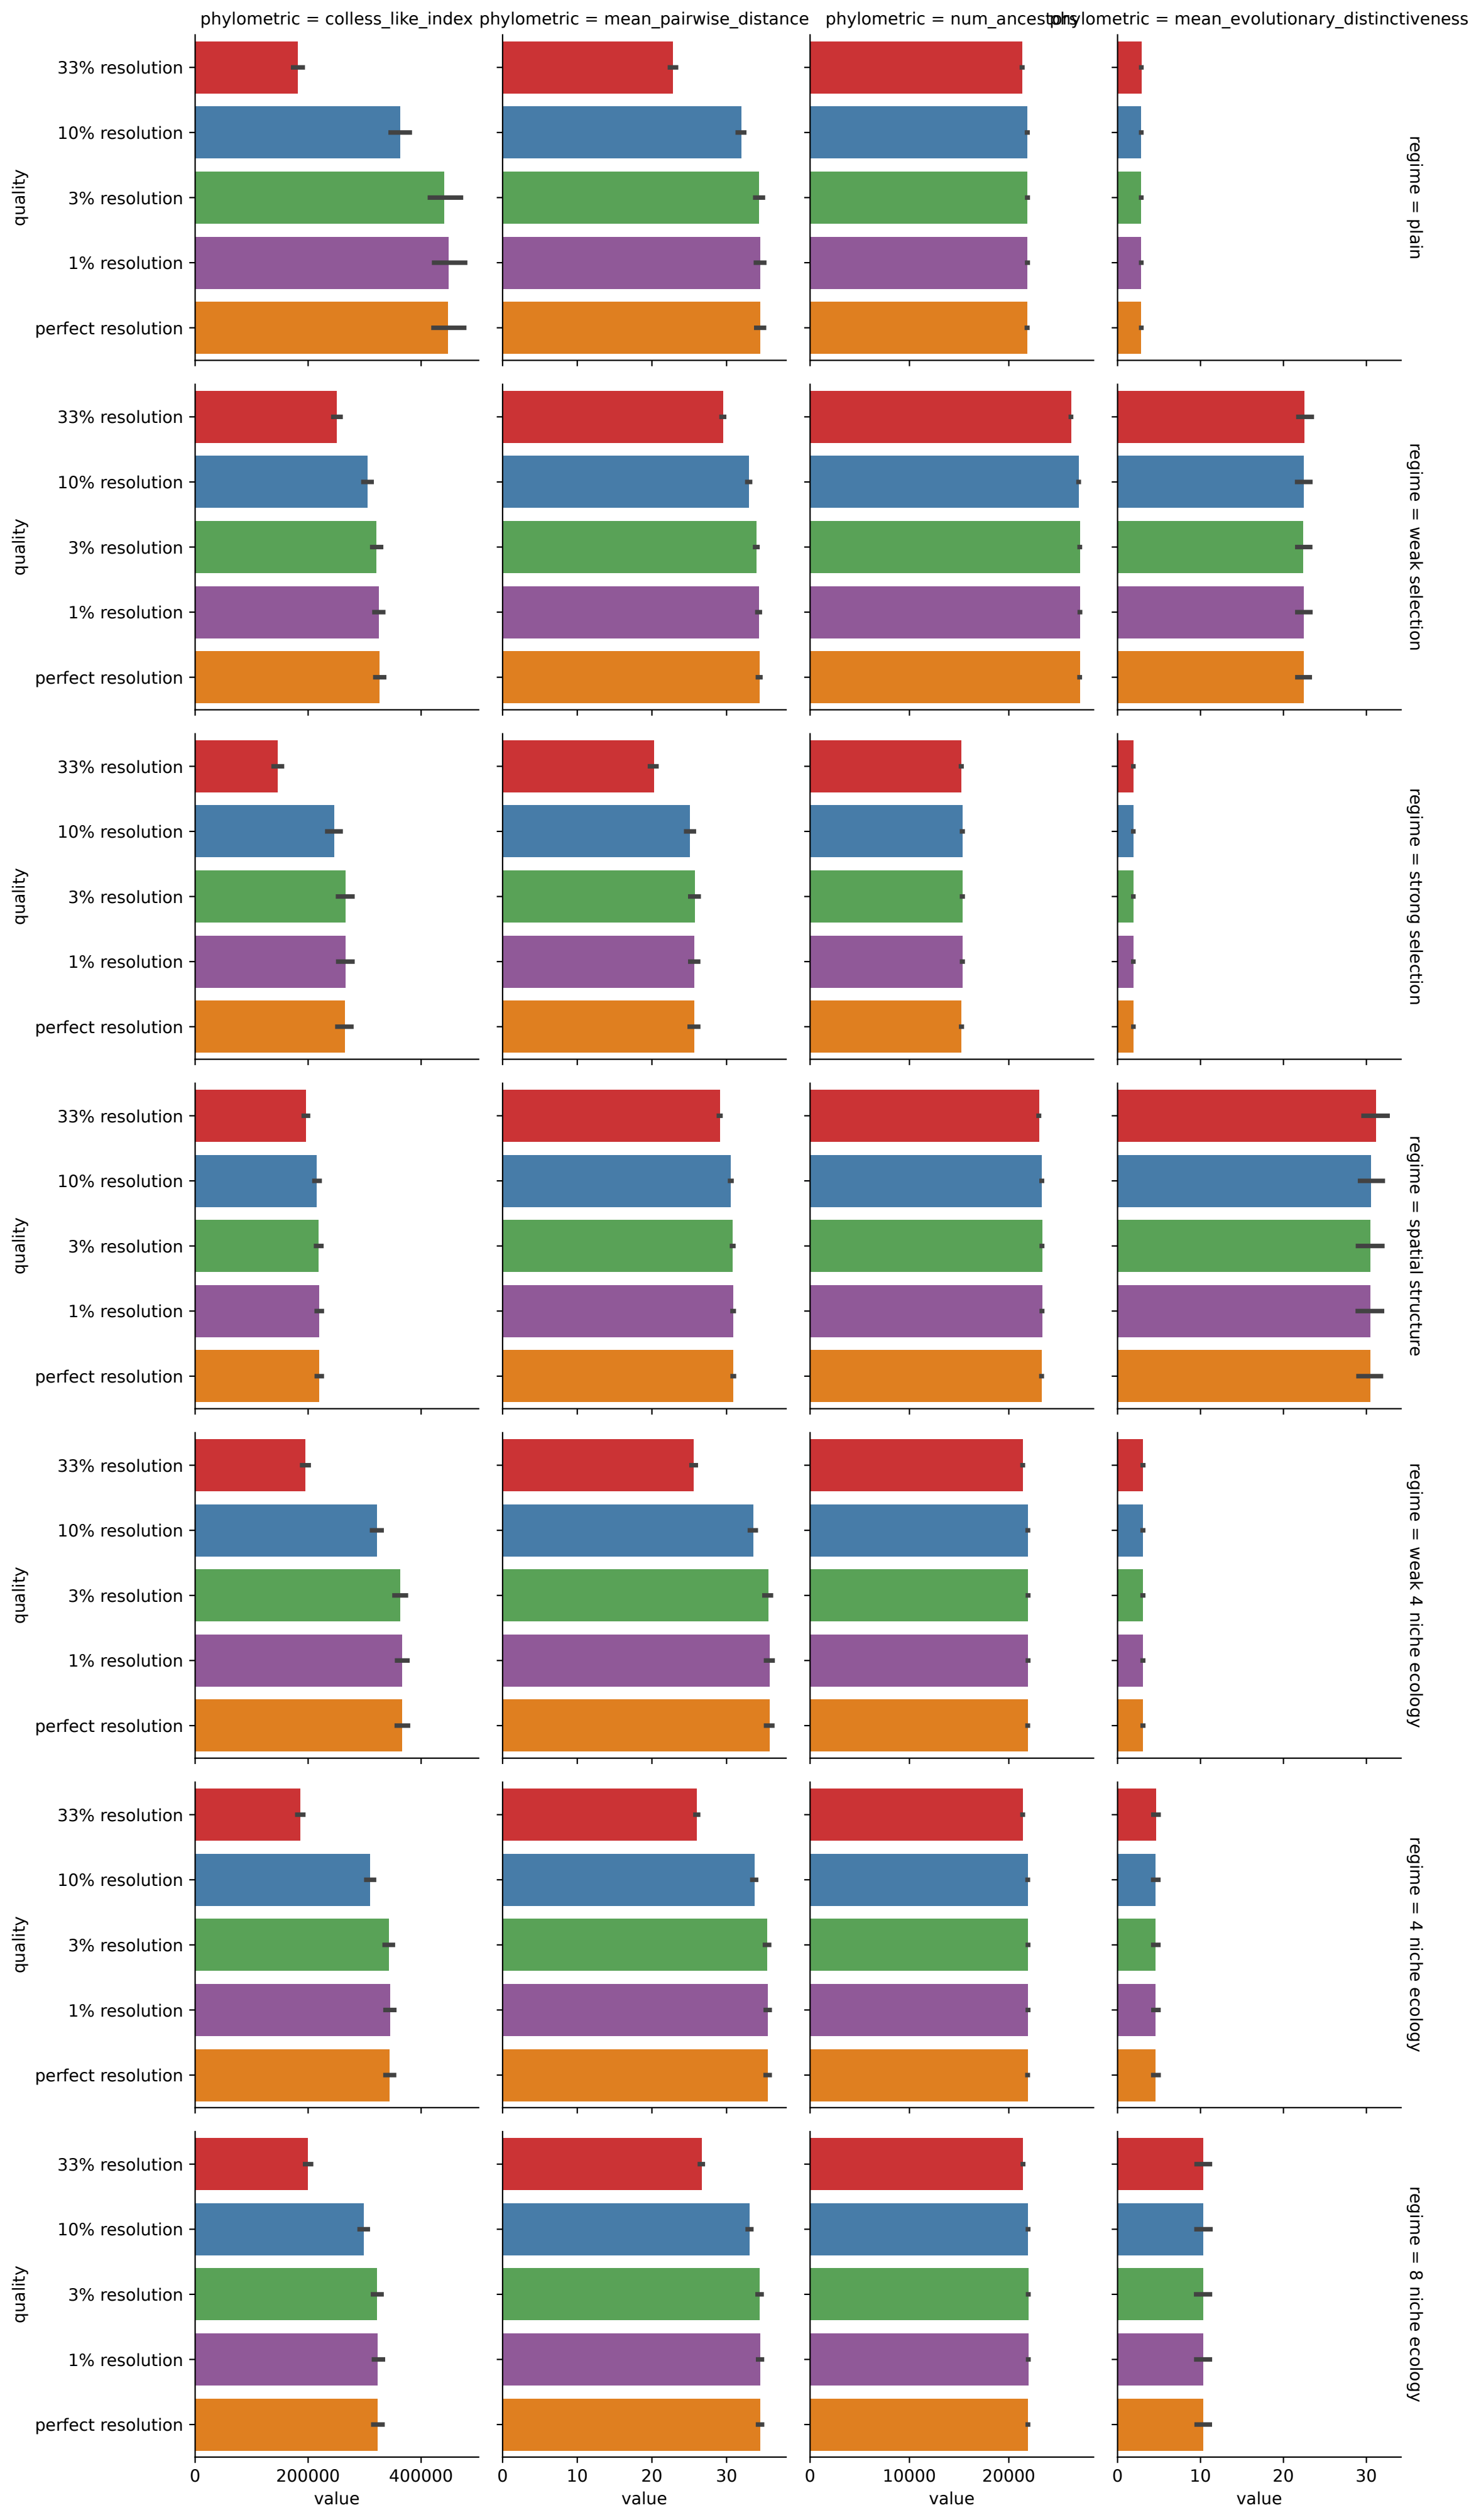 phylometric = colless_like_index phylometric = mean_pairwise_distance phylometric = num_ancestors phylometric = mean_evolutionary_distinctiveness
33% resolution
10% resolution
3% resolution
1% resolution
perfect resolution
quality
regime = plain
33% resolution
10% resolution
3% resolution
1% resolution
perfect resolution
quality
regime = weak selection
33% resolution
10% resolution
3% resolution
1% resolution
perfect resolution
quality
regime = strong selection
33% resolution
10% resolution
3% resolution
1% resolution
perfect resolution
quality
regime = spatial structure
33% resolution
10% resolution
3% resolution
1% resolution
perfect resolution
quality
regime = weak 4 niche ecology
33% resolution
10% resolution
3% resolution
1% resolution
perfect resolution
quality
regime = 4 niche ecology
33% resolution
10% resolution
3% resolution
1% resolution
perfect resolution
quality
regime = 8 niche ecology
0 200000 400000 0 10 20 30 0 10000 20000 0 10 20 30
value value value value